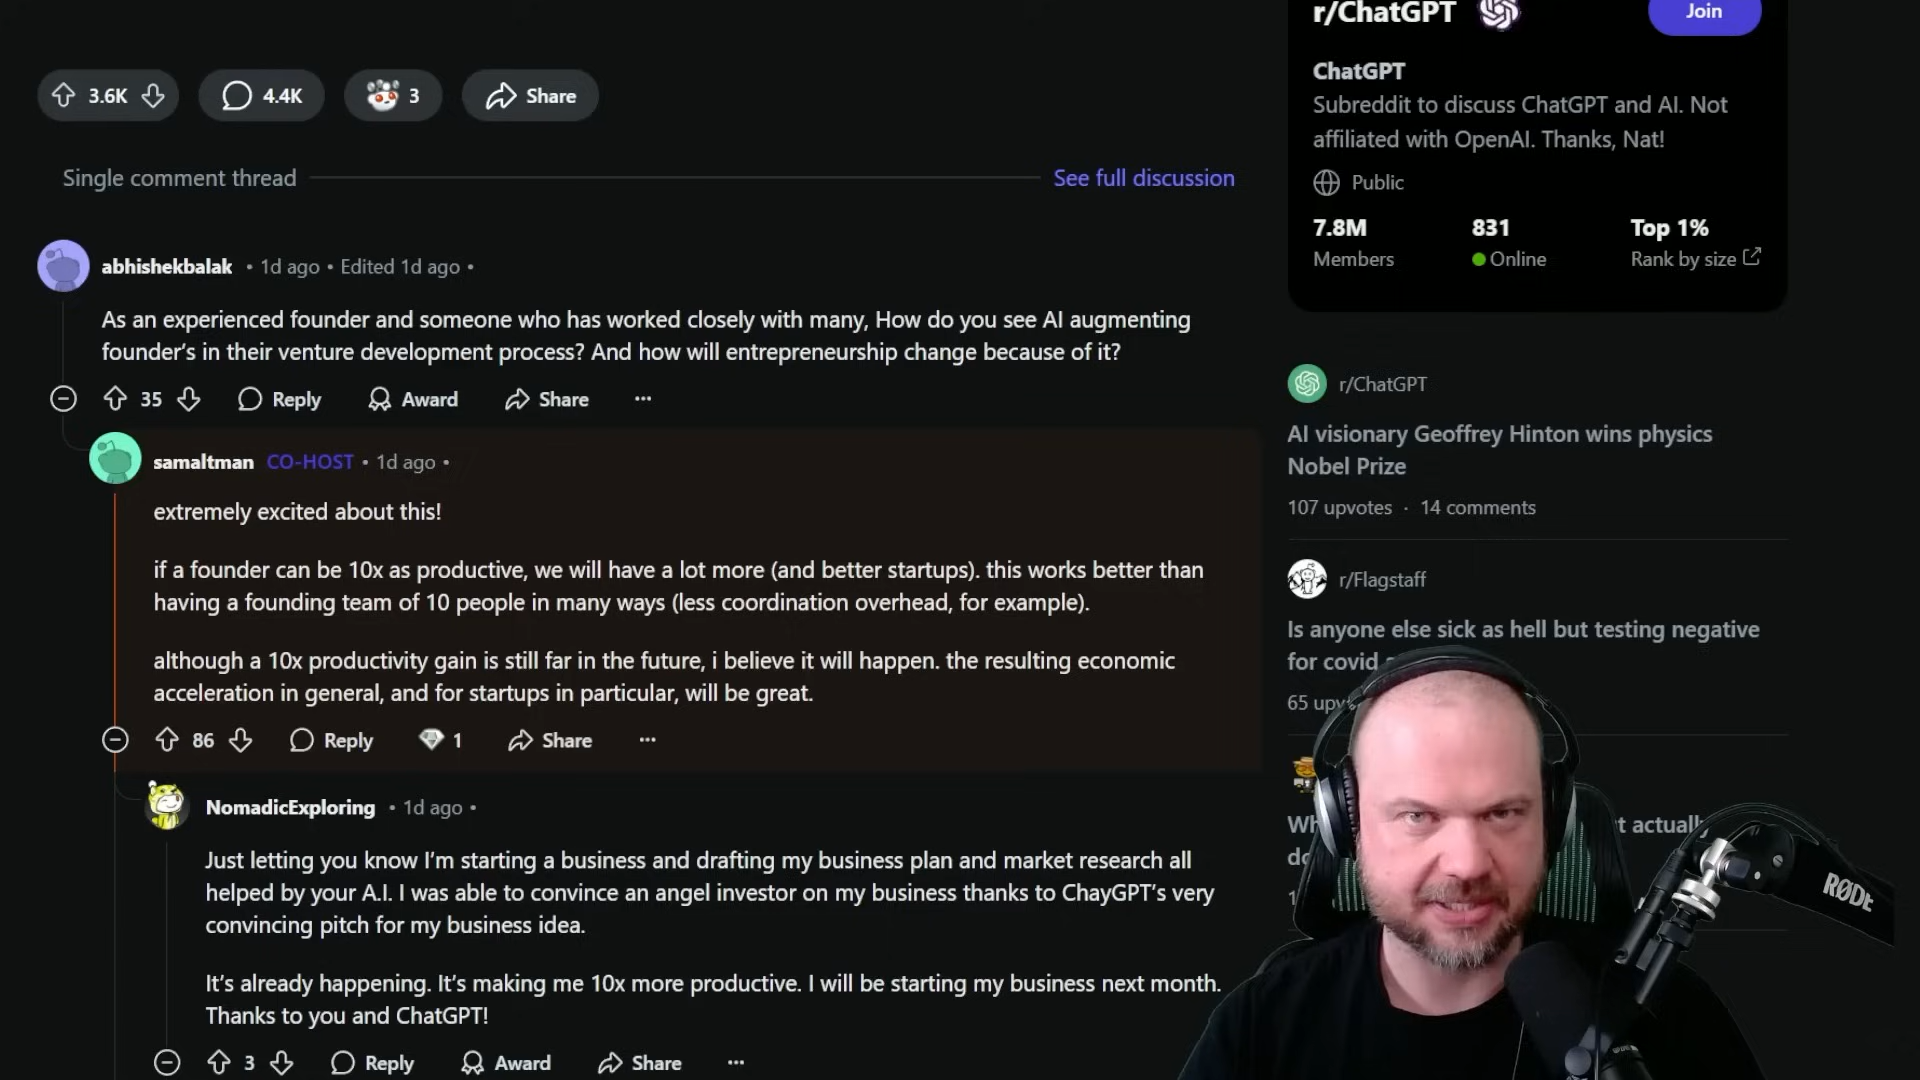 r/ChatGPT
Join
ChatGPT
Subreddit to discuss ChatGPT and AI. Not
affiliated with OpenAI. Thanks, Nat!
Public
7.8M 831 Top 1%
Members Online Rank by size
3.6K 4.4K 3 Share
Single comment thread See full discussion
abhishekbalak • 1d ago • Edited 1d ago •
As an experienced founder and someone who has worked closely with many, How do you see AI augmenting
founder's in their venture development process? And how will entrepreneurship change because of it?
35 Reply Award Share ···
samaltman CO-HOST • 1d ago •
extremely excited about this!
if a founder can be 10x as productive, we will have a lot more (and better startups). this works better than
having a founding team of 10 people in many ways (less coordination overhead, for example).
although a 10x productivity gain is still far in the future, i believe it will happen. the resulting economic
acceleration in general, and for startups in particular, will be great.
86 Reply 1 Share ···
NomadicExploring • 1d ago •
Just letting you know I'm starting a business and drafting my business plan and market research all
helped by your A.I. I was able to convince an angel investor on my business thanks to ChayGPT's very
convincing pitch for my business idea.
It's already happening. It's making me 10x more productive. I will be starting my business next month.
Thanks to you and ChatGPT!
3 Reply Award Share ···
r/ChatGPT
AI visionary Geoffrey Hinton wins physics
Nobel Prize
107 upvotes · 14 comments
r/Flagstaff
Is anyone else sick as hell but testing negative
for covid
65
RØDE